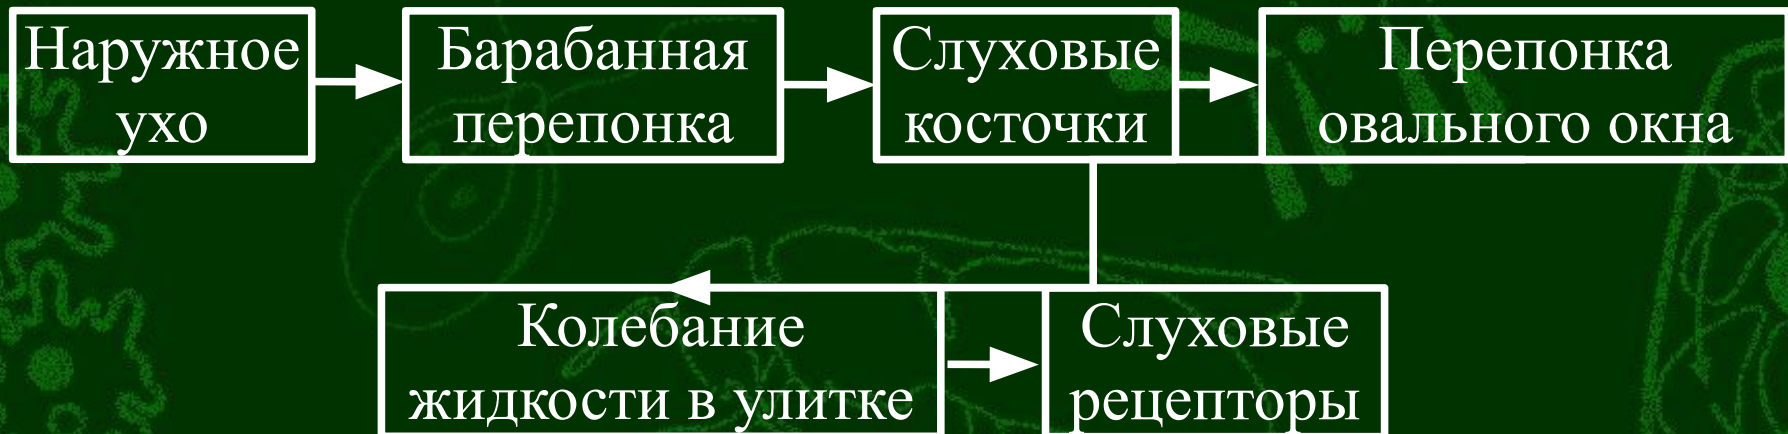 Наружное
ухо
Барабанная
перепонка
Слуховые
косточки
Перепонка
овального окна
Колебание
жидкости в улитке
Слуховые
рецепторы